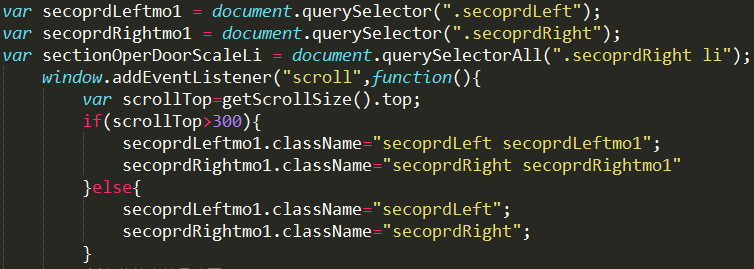 var secoprdLeftmo1 = document.querySelector(".secoprdLeft");
var secoprdRightmo1 = document.querySelector(".secoprdRight");
var sectionOperDoorScaleLi = document.querySelectorAll(".secoprdRight li");
window.addEventListener("scroll",function(){
var scrollTop=getScrollSize().top;
if(scrollTop>300){
secoprdLeftmo1.className="secoprdLeft secoprdLeftmo1";
secoprdRightmo1.className="secoprdRight secoprdRightmo1"
}else{
secoprdLeftmo1.className="secoprdLeft";
secoprdRightmo1.className="secoprdRight";
}